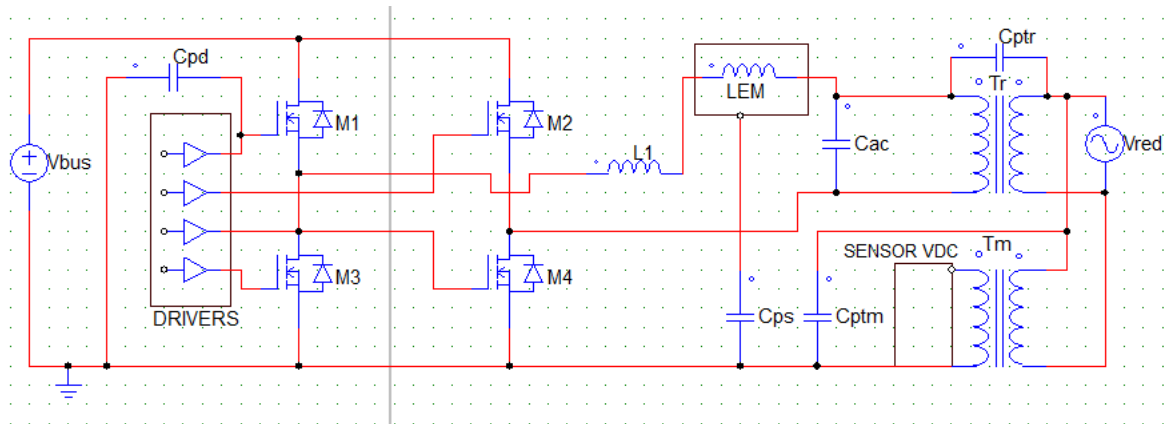 Cpd
Cptr
Tr
LEM
M1
M2
Vbus
L1
Cac
Vred
SENSOR VDC
Tm
M3
M4
DRIVERS
Cps
Cptm